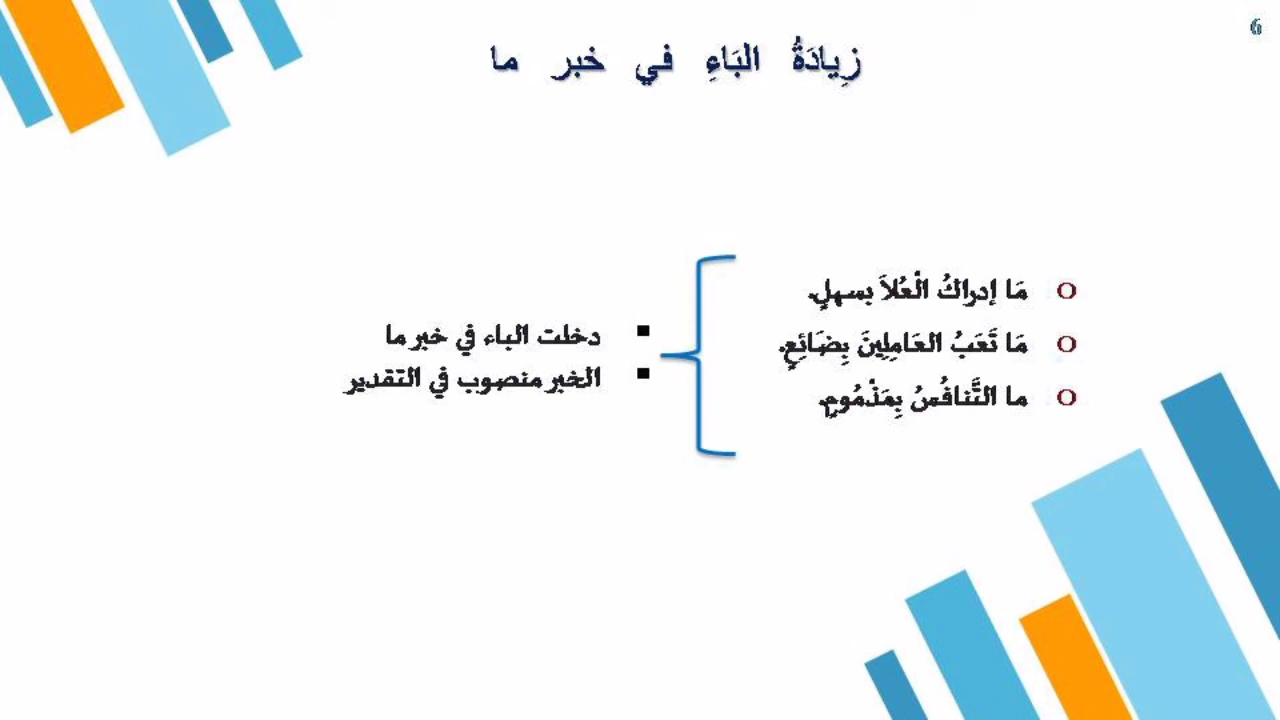 6
زِيادَةُ البَاءِ في خبر ما
مَا إدراكُ الْعُلاَ بسهلٍ.
مَا تَعَبُ العَامِلِينَ بِضَائِعٍ.
ما التَّنافُسُ بِمَذْمُومٍ.
دخلت الباء في خبر ما
الخبر منصوب في التقدير